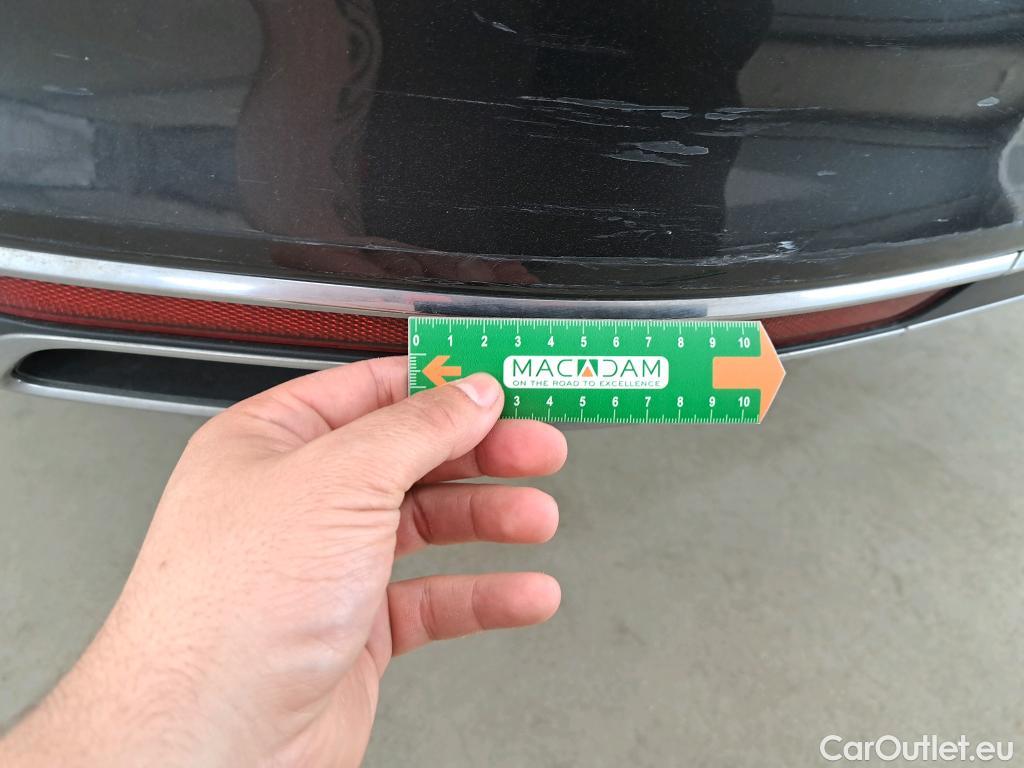 0 1 2 3 4 5 6 7 8 9 10
MACADAM
ON THE ROAD TO EXCELLENCE
3 4 5 6 7 8 9 10
CarOutlet.eu